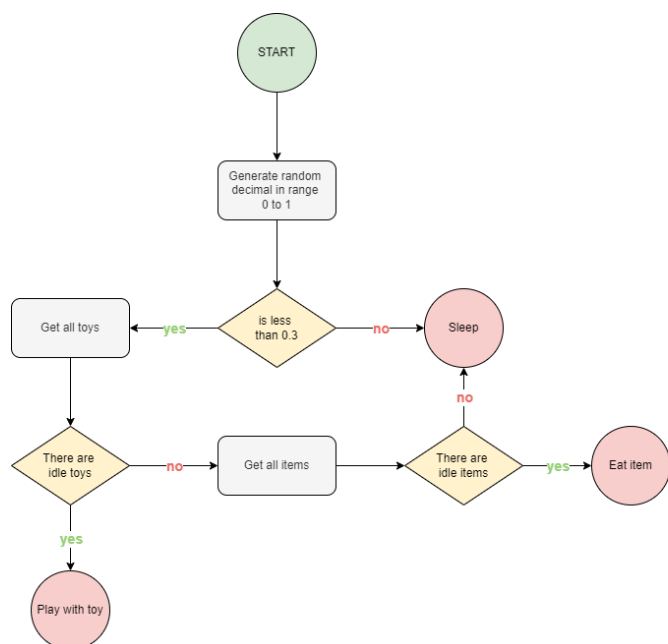 START
Generate random
decimal in range
0 to 1
Get all toys
yes
is less
than 0.3
no
Sleep
no
There are
idle toys
no
Get all items
There are
idle items
yes
Eat item
yes
Play with toy